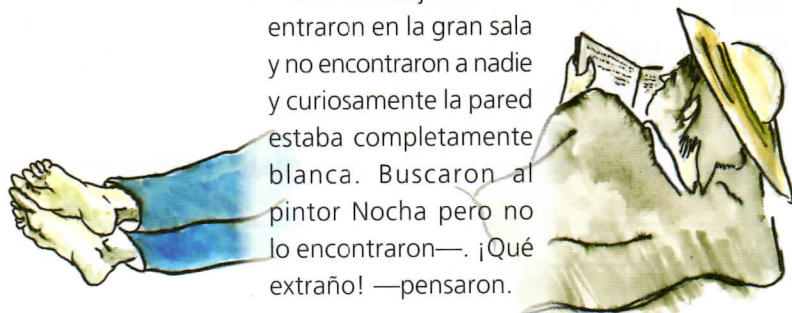 entraron en la gran sala
y no encontraron a nadie
y curiosamente la pared
estaba completamente
blanca. Buscaron al
pintor Nocha pero no
lo encontraron—. ¡Qué
extraño! —pensaron.